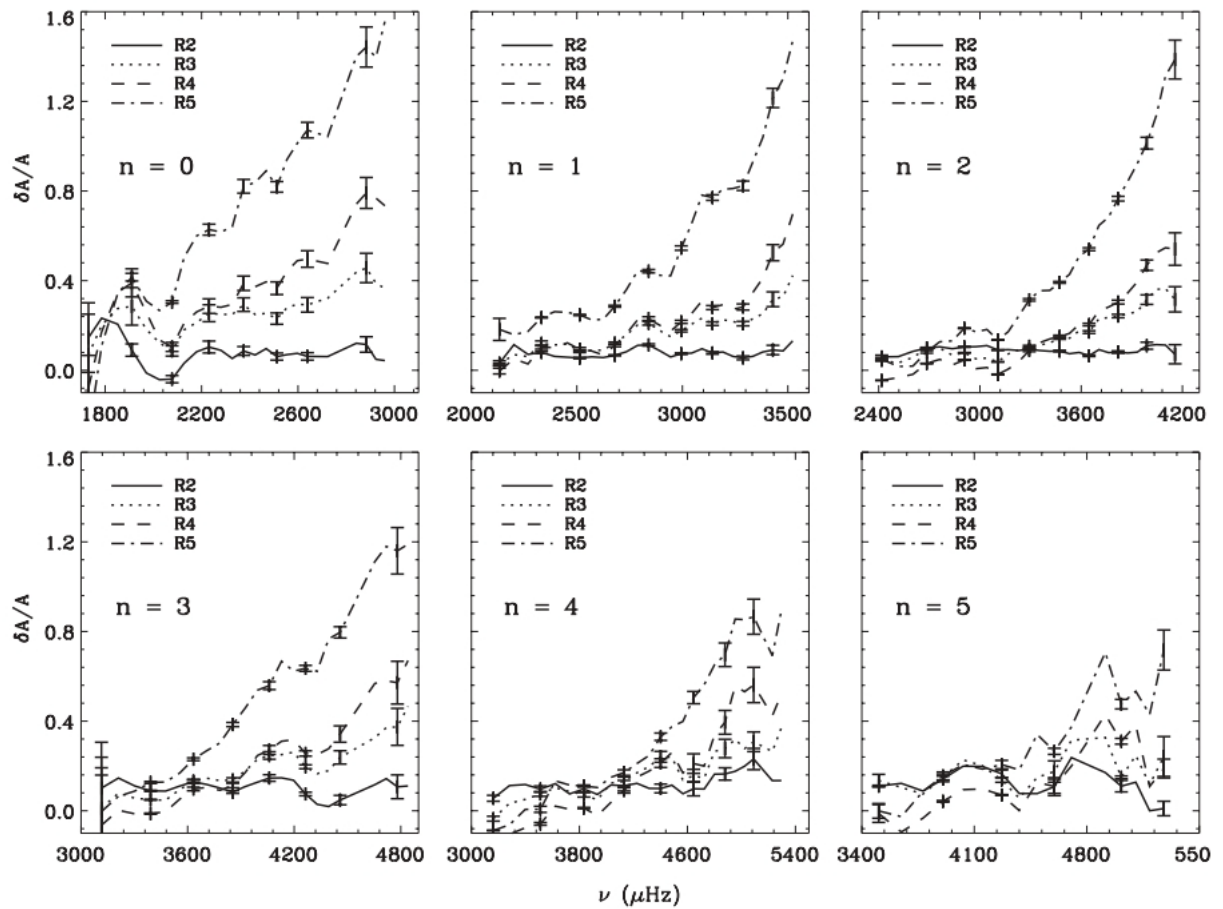 1.6
1.2
0.8
0.4
0.0
δA/A
R2
R3
R4
R5
n = 0
1800 2200 2600 3000
R2
R3
R4
R5
n = 1
2000 2500 3000 3500
R2
R3
R4
R5
n = 2
2400 3000 3600 4200
1.6
1.2
0.8
0.4
0.0
δA/A
R2
R3
R4
R5
n = 3
3000 3600 4200 4800
R2
R3
R4
R5
n = 4
3000 3800 4600 5400
R2
R3
R4
R5
n = 5
3400 4100 4800 550
ν (μHz)